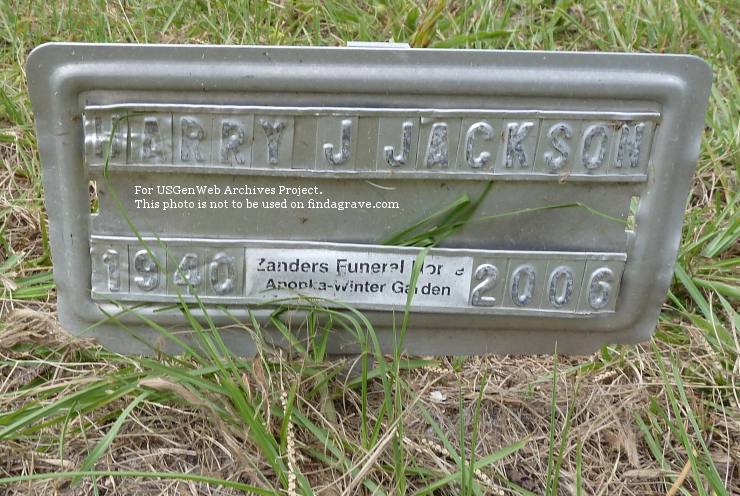 HARRY J JACKSON
For USGenWeb Archives Project.
This photo is not to be used on findagrave.com
1940 Zanders Funeral Home 2006
Apopka-Winter Garden